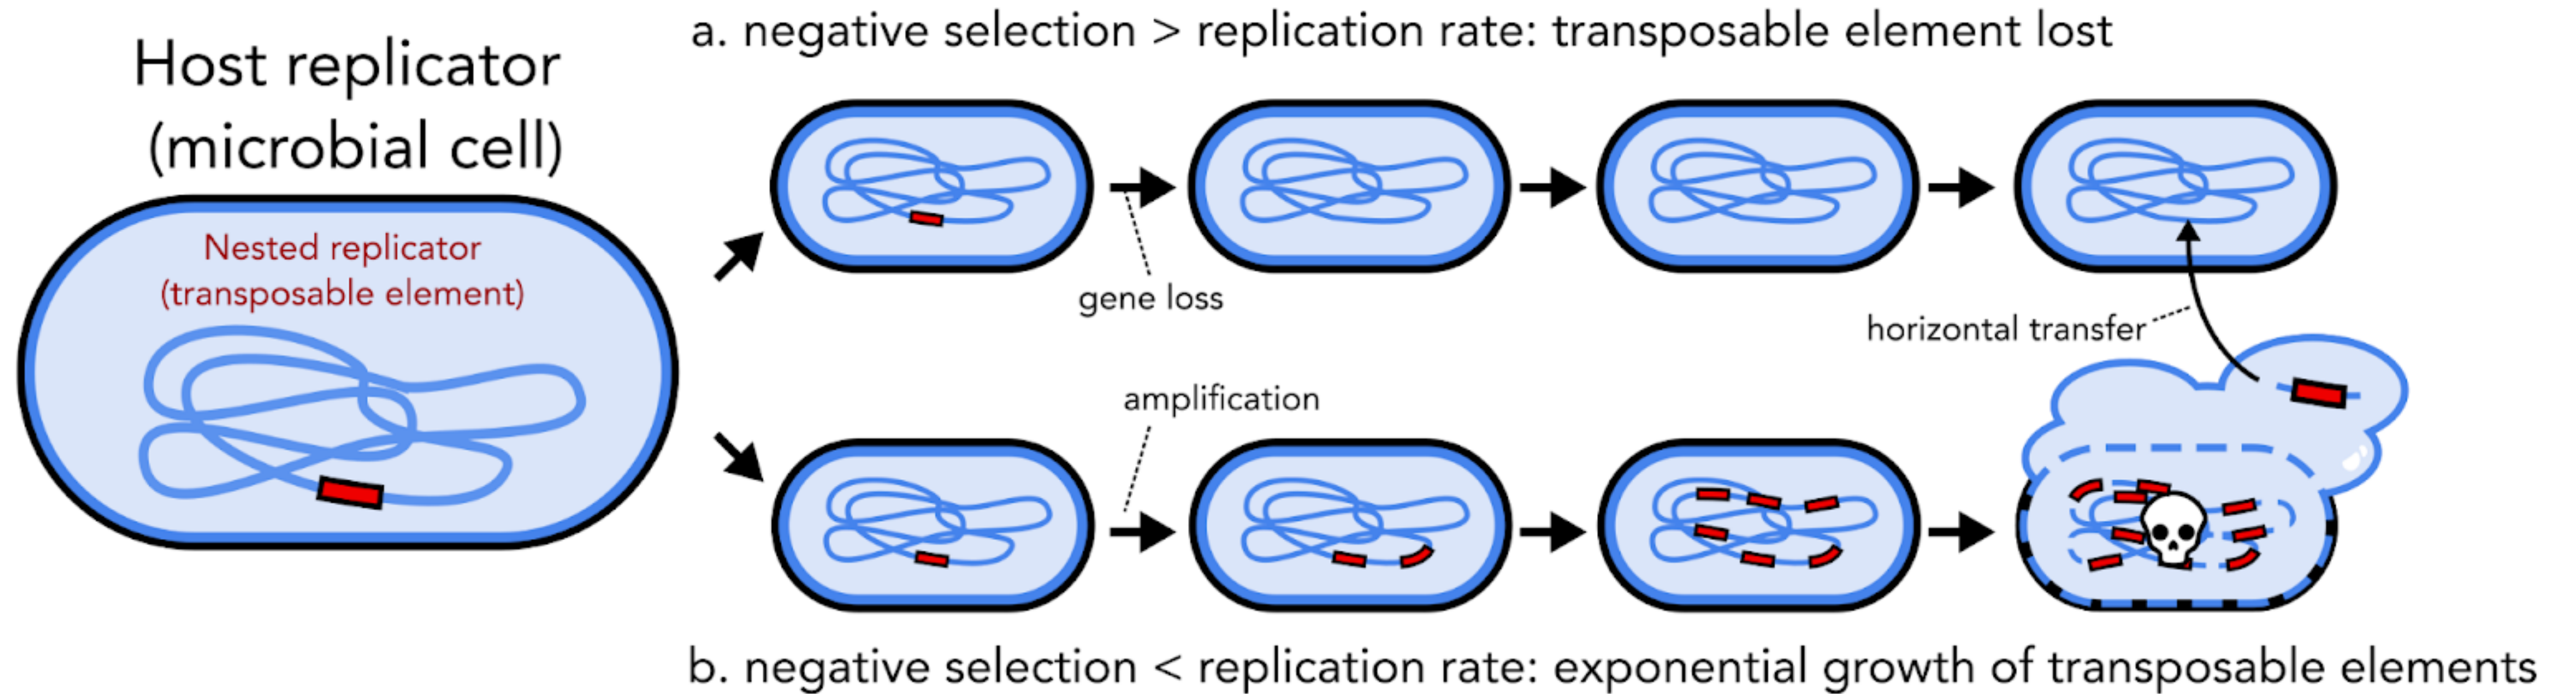 Host replicator
(microbial cell)
Nested replicator
(transposable element)
a. negative selection > replication rate: transposable element lost
gene loss
horizontal transfer
amplification
b. negative selection < replication rate: exponential growth of transposable elements